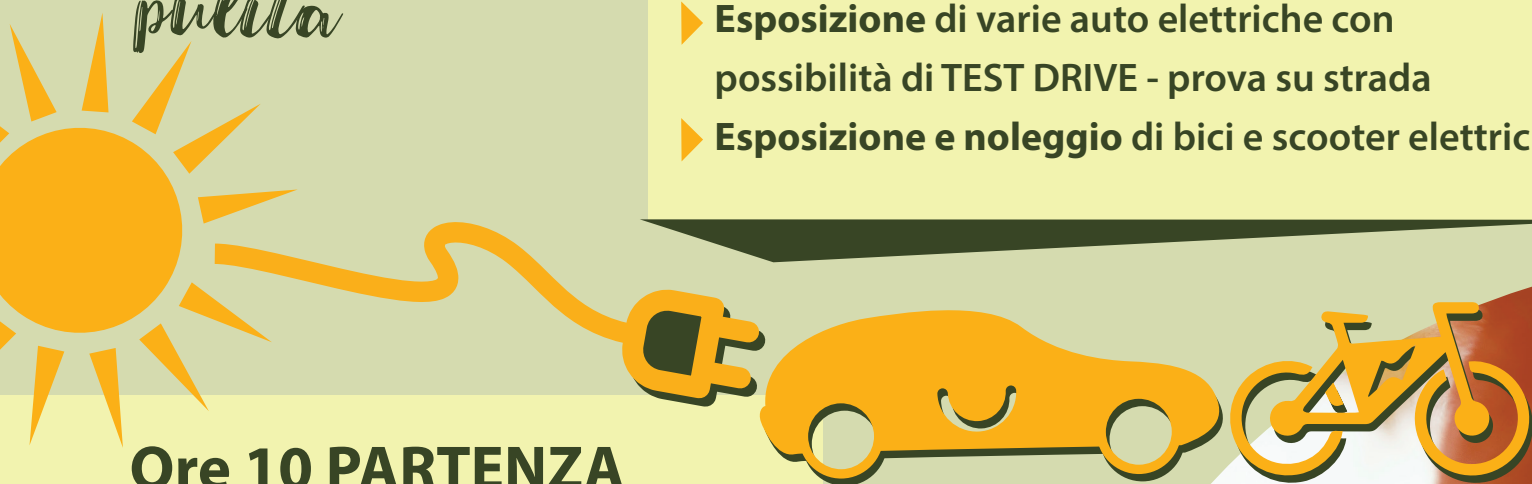 pulita
Esposizione di varie auto elettriche con
possibilità di TEST DRIVE - prova su strada
Esposizione e noleggio di bici e scooter elettric
Ore 10 PARTENZA